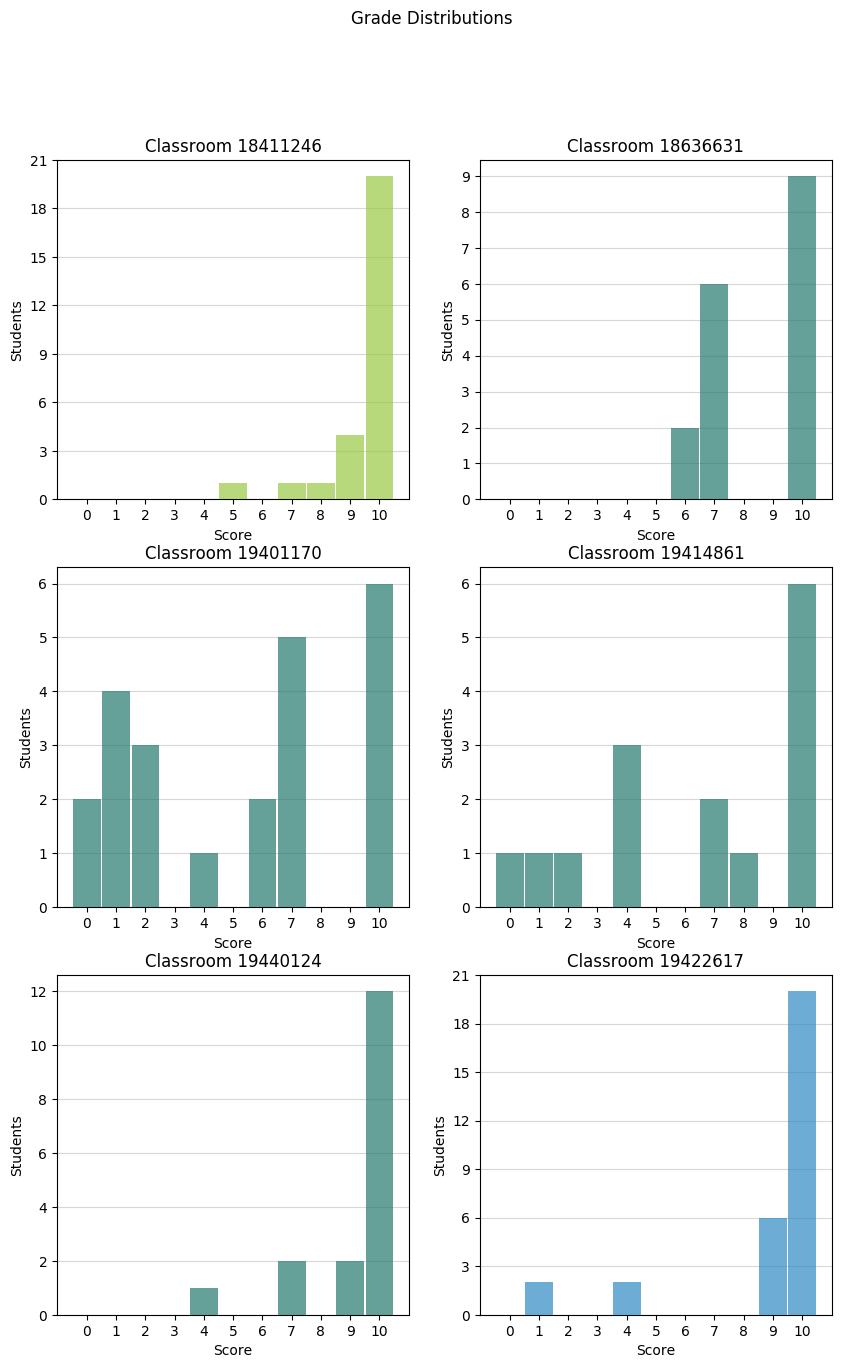 Grade Distributions
Classroom 18411246
21
18
15
12
9
6
3
0
Students
0 1 2 3 4 5 6 7 8 9 10
Score
Classroom 18636631
9
8
7
6
5
4
3
2
1
0
Students
0 1 2 3 4 5 6 7 8 9 10
Score
Classroom 19401170
6
5
4
3
2
1
0
Students
0 1 2 3 4 5 6 7 8 9 10
Score
Classroom 19414861
6
5
4
3
2
1
0
Students
0 1 2 3 4 5 6 7 8 9 10
Score
Classroom 19440124
12
10
8
6
4
2
0
Students
0 1 2 3 4 5 6 7 8 9 10
Score
Classroom 19422617
21
18
15
12
9
6
3
0
Students
0 1 2 3 4 5 6 7 8 9 10
Score